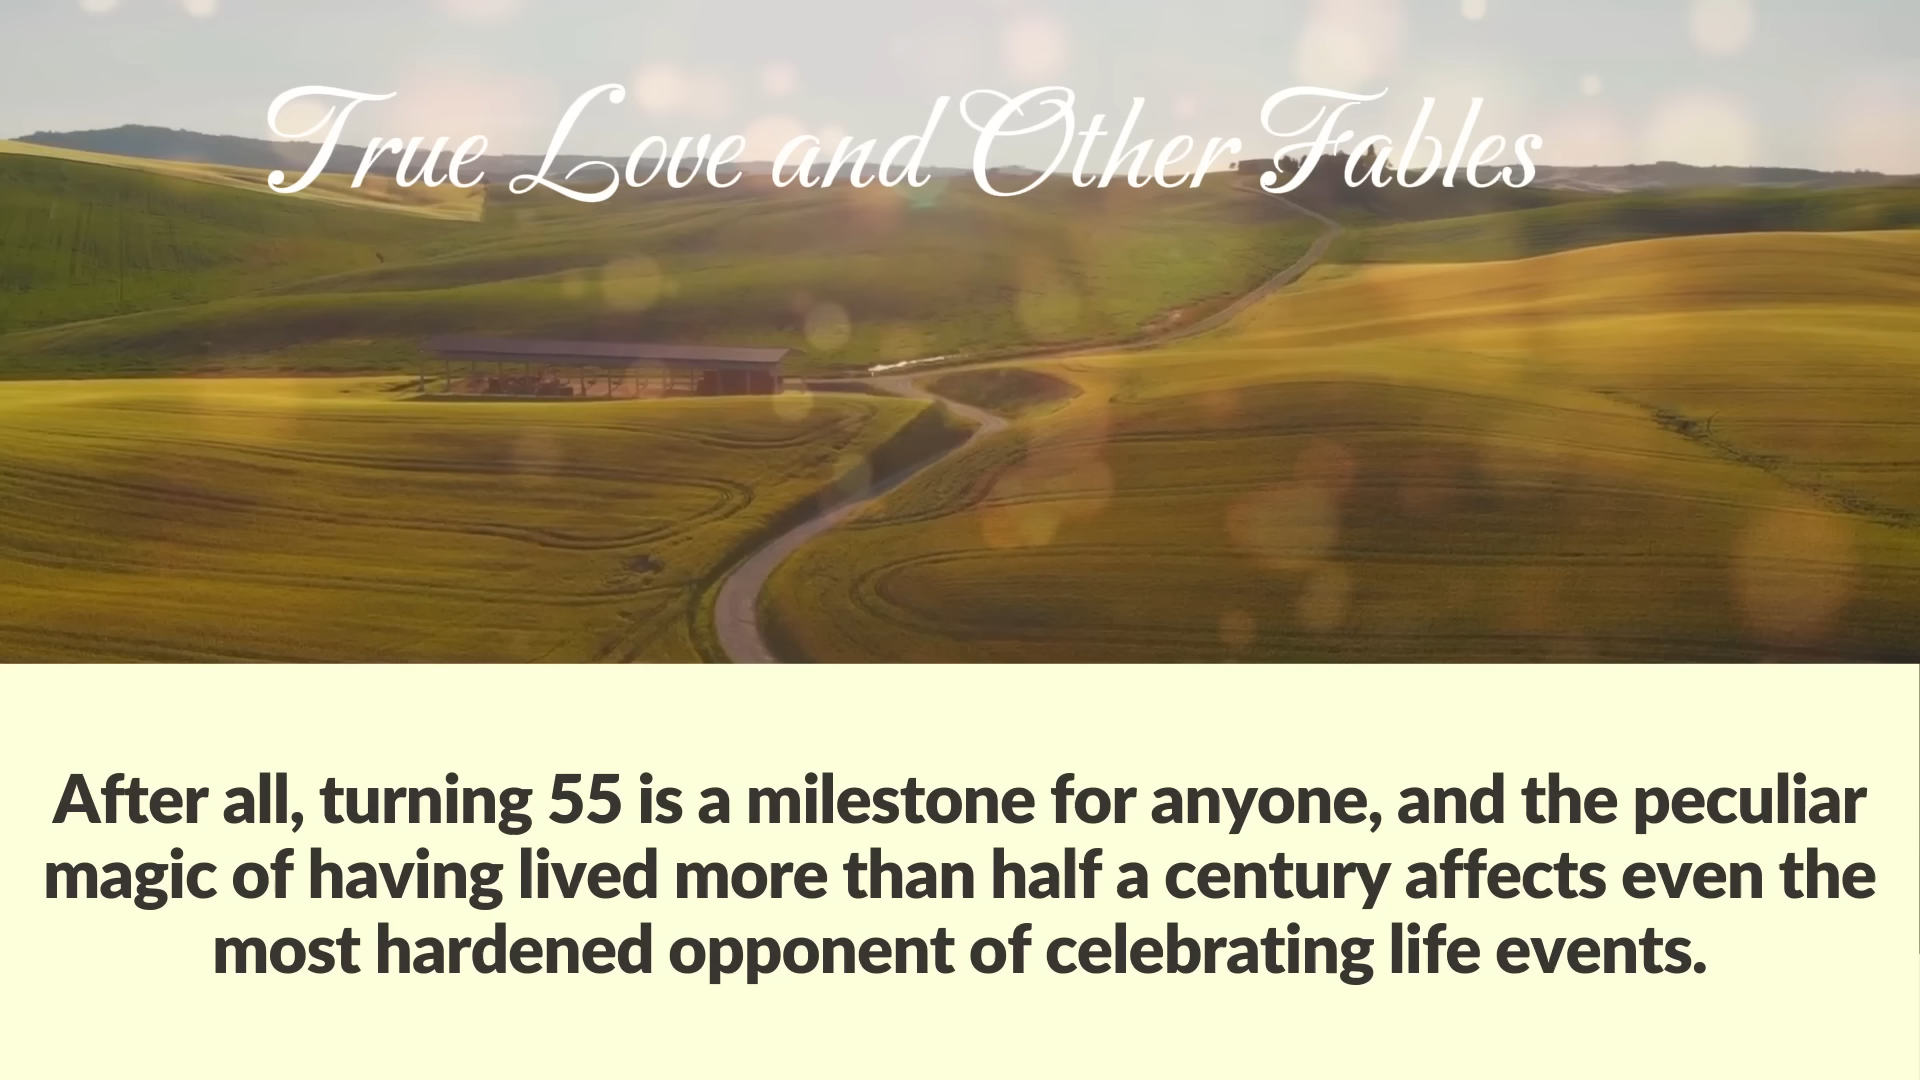 True Love and Other Fables
After all, turning 55 is a milestone for anyone, and the peculiar
magic of having lived more than half a century affects even the
most hardened opponent of celebrating life events.